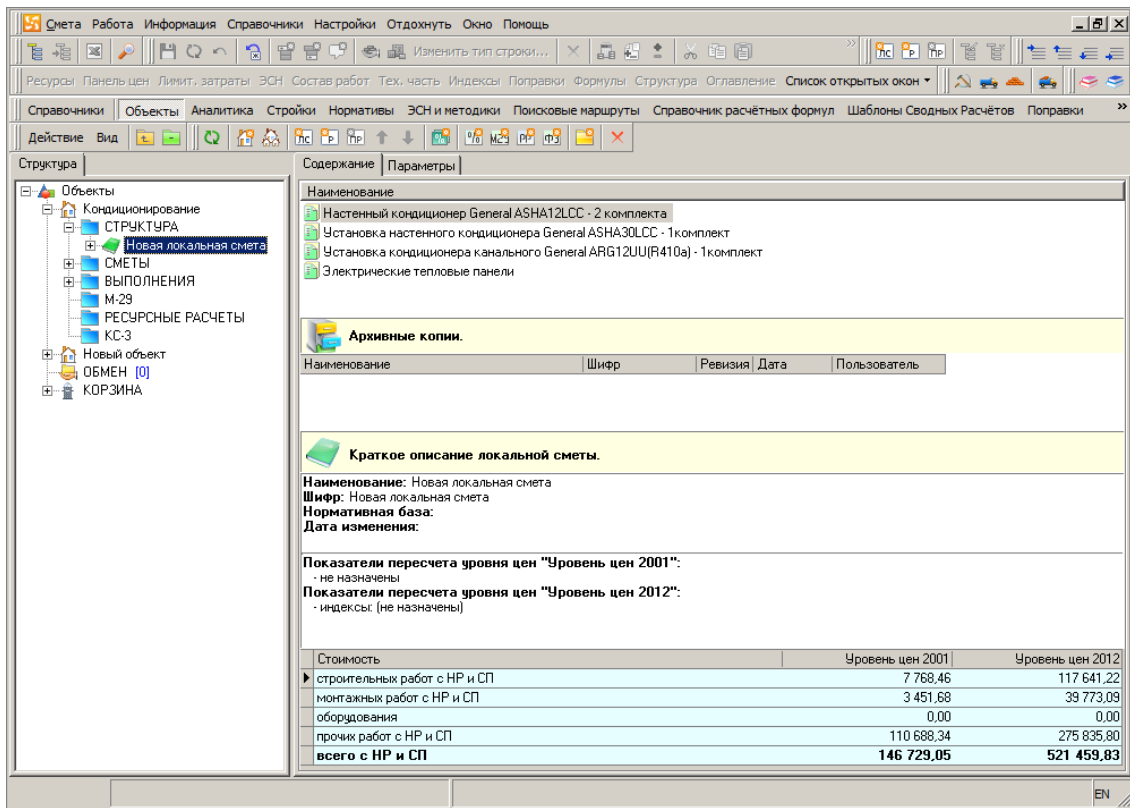 Смета Работа Информация Справочники Настройки Отдохнуть Окно Помощь
Изменить тип строки...
Ресурсы Панель цен Лимит. затраты ЭСН Состав работ Тех. часть Индексы Поправки Формулы Структура Оглавление Список открытых окон
Справочники Объекты Аналитика Стройки Нормативы ЭСН и методики Поисковые маршруты Справочник расчётных формул Шаблоны Сводных Расчётов Поправки
Действие Вид
Структура
Содержание Параметры
Объекты
Кондиционирование
СТРУКТУРА
Новая локальная смета
СМЕТЫ
ВЫПОЛНЕНИЯ
М-29
РЕСУРСНЫЕ РАСЧЕТЫ
КС-3
Новый объект
ОБМЕН [0]
КОРЗИНА
Наименование
Настенный кондиционер General ASHA12LCC - 2 комплекта
Установка настенного кондиционера General ASHA30LCC - 1комплект
Установка кондиционера канального General ARG12UU(R410a) - 1комплект
Электрические тепловые панели
Архивные копии.
Наименование Шифр Ревизия Дата Пользователь
Краткое описание локальной сметы.
Наименование: Новая локальная смета
Шифр: Новая локальная смета
Нормативная база:
Дата изменения:
Показатели пересчета уровня цен "Уровень цен 2001":
- не назначены
Показатели пересчета уровня цен "Уровень цен 2012":
- индексы: (не назначены)
Стоимость Уровень цен 2001 Уровень цен 2012
строительных работ с НР и СП 7 768,46 117 641,22
монтажных работ с НР и СП 3 451,68 39 773,09
оборудования 0,00 0,00
прочих работ с НР и СП 110 688,34 275 835,80
всего с НР и СП 146 729,05 521 459,83
EN